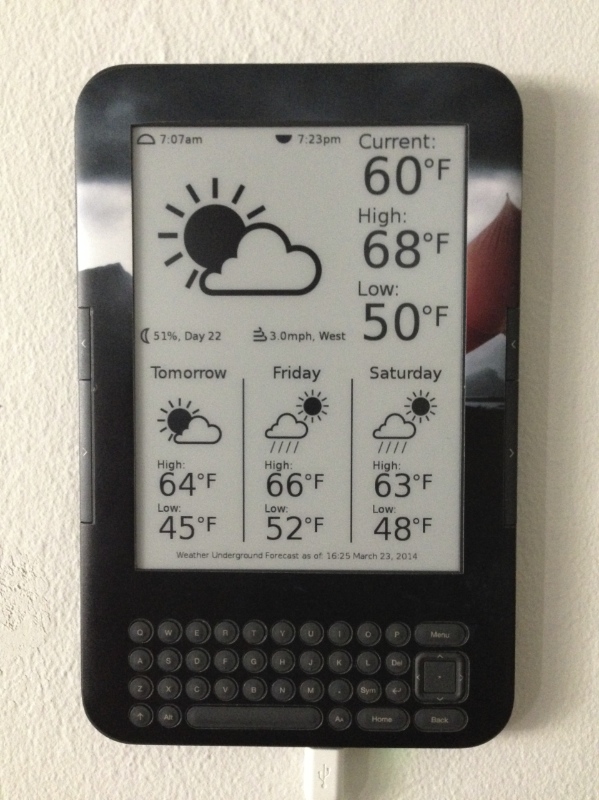 7:07am 7:23pm
Current:
60°F
High:
68°F
Low:
50°F
51%, Day 22 3.0mph, West
Tomorrow Friday Saturday
High: High: High:
64°F 66°F 63°F
Low: Low: Low:
45°F 52°F 48°F
Weather Underground Forecast as of: 16:25 March 23, 2014
Q W E R T Y U I O P Menu
A S D F G H J K L Del
Z X C V B N M . Sym
Alt Aa Home Back